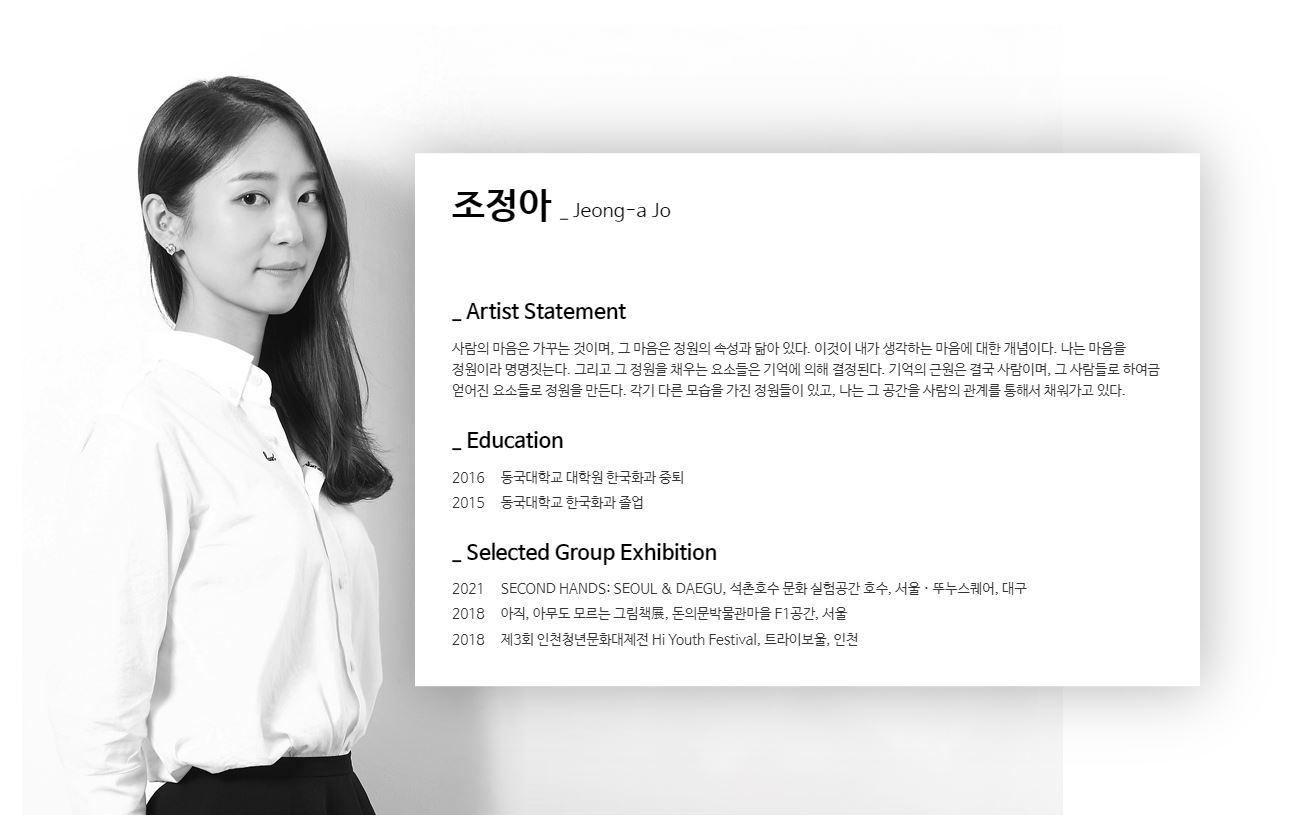 조정아 _ Jeong-a Jo
_ Artist Statement
사람의 마음은 가꾸는 것이며, 그 마음은 정원의 속성과 닮아 있다. 이것이 내가 생각하는 마음에 대한 개념이다. 나는 마음을
정원이라 명명짓는다. 그리고 그 정원을 채우는 요소들은 기억에 의해 결정된다. 기억의 근원은 결국 사람이며, 그 사람들로 하여금
얻어진 요소들로 정원을 만든다. 각기 다른 모습을 가진 정원들이 있고, 나는 그 공간을 사람의 관계를 통해서 채워가고 있다.
_ Education
2016 동국대학교 대학원 한국화과 중퇴
2015 동국대학교 한국화과 졸업
_ Selected Group Exhibition
2021 SECOND HANDS: SEOUL & DAEGU, 석촌호수 문화 실험공간 호수, 서울 · 뚜누스퀘어, 대구
2018 아직, 아무도 모르는 그림책展, 돈의문박물관마을 F1공간, 서울
2018 제3회 인천청년문화대제전 Hi Youth Festival, 트라이보울, 인천